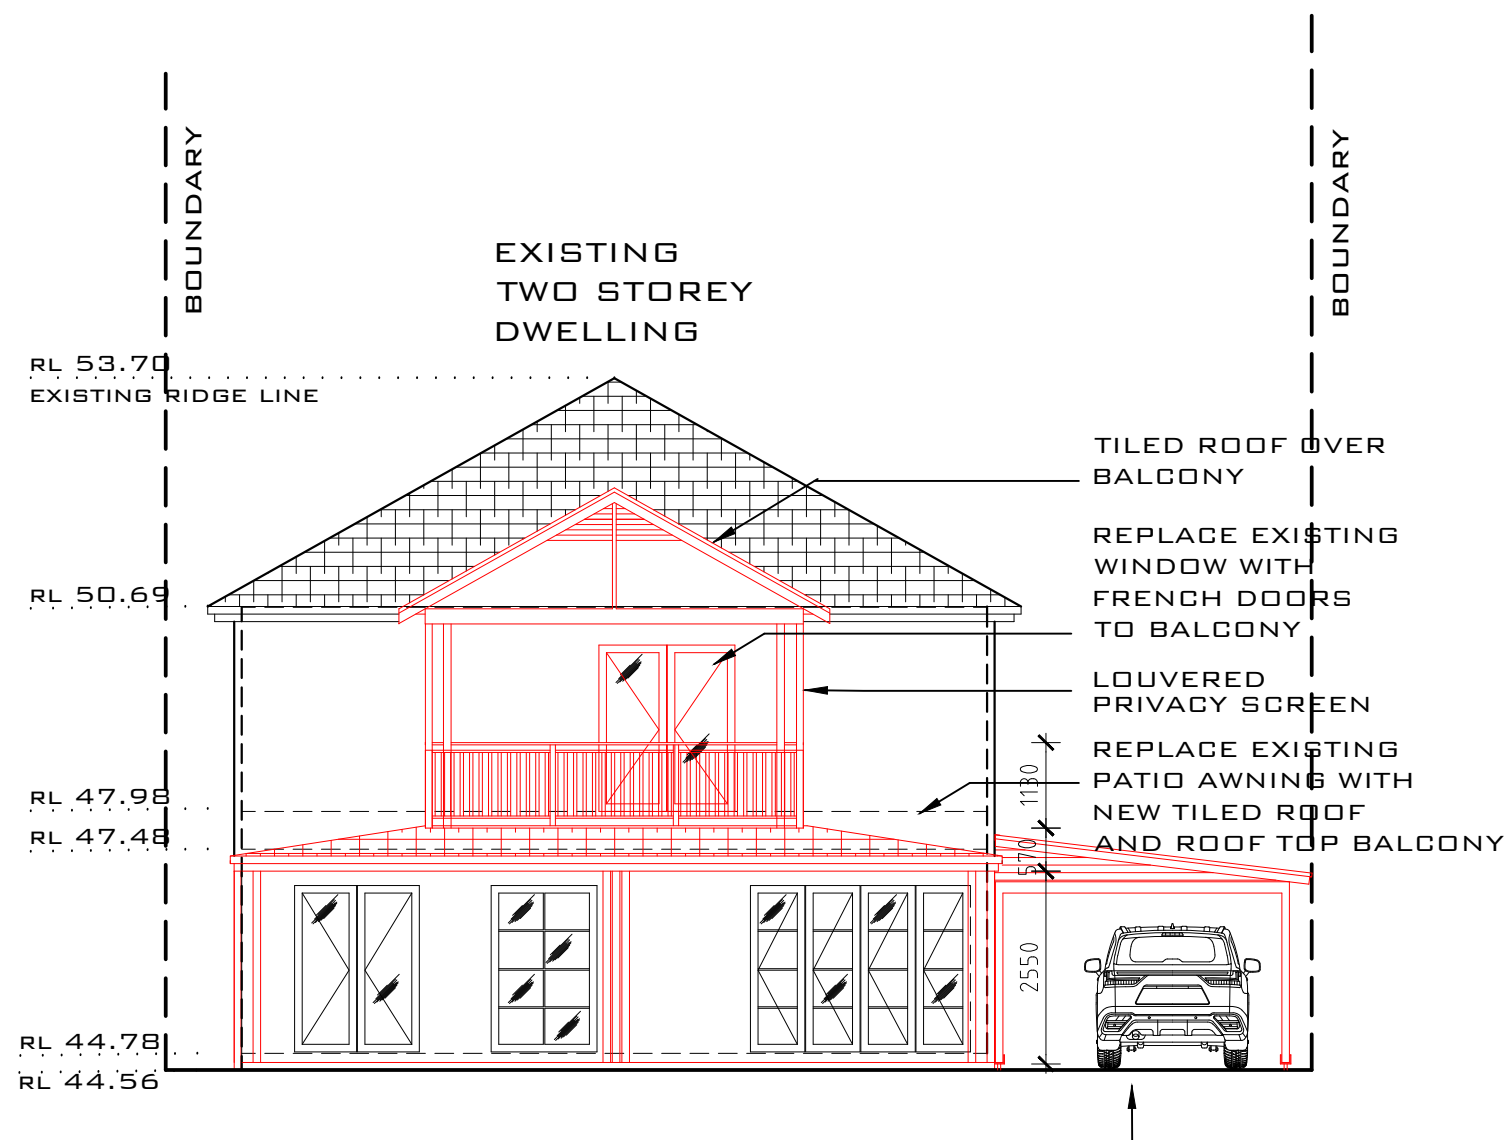 BOUNDARY
BOUNDARY
EXISTING
TWO STOREY
DWELLING
RL 53.70
EXISTING RIDGE LINE
TILED ROOF OVER
BALCONY
REPLACE EXISTING
WINDOW WITH
FRENCH DOORS
TO BALCONY
RL 50.69
LOUVERED
PRIVACY SCREEN
REPLACE EXISTING
PATIO AWNING WITH
NEW TILED ROOF
AND ROOF TOP BALCONY
RL 47.98
RL 47.48
1130
570
2550
RL 44.78
RL 44.56